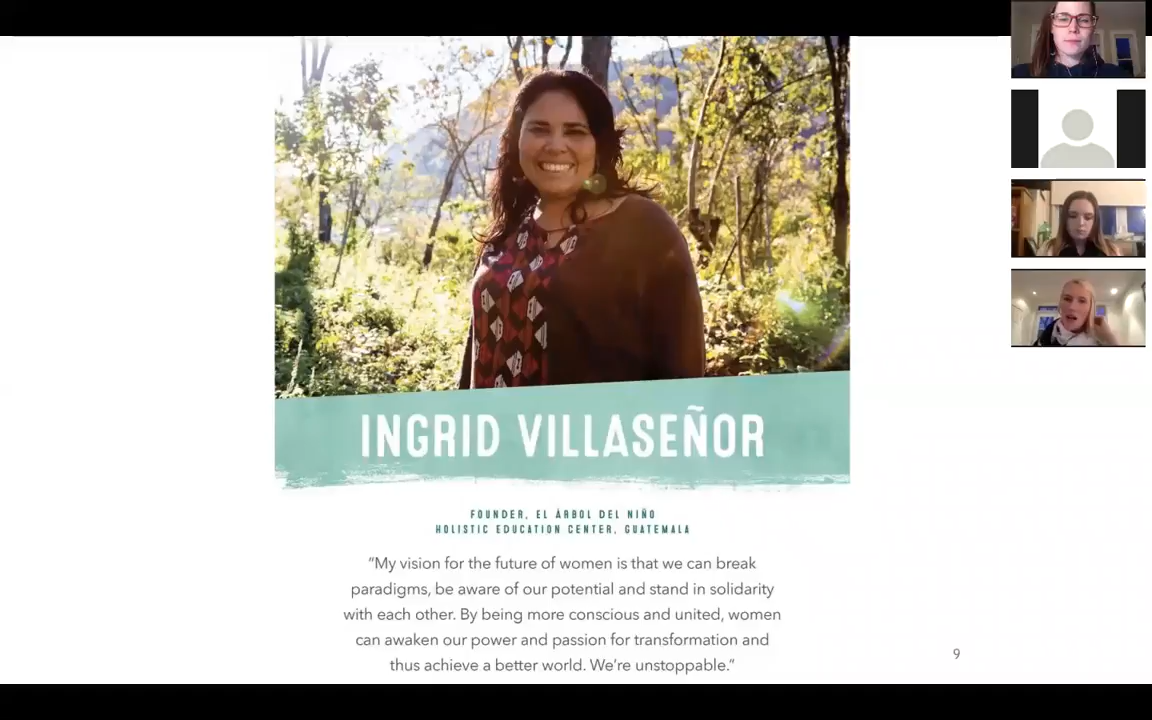 INGRID VILLASEÑOR
FOUNDER, EL ÁRBOL DEL NIÑO
HOLISTIC EDUCATION CENTER, GUATEMALA
“My vision for the future of women is that we can break
paradigms, be aware of our potential and stand in solidarity
with each other. By being more conscious and united, women
can awaken our power and passion for transformation and
thus achieve a better world. We’re unstoppable.”
9